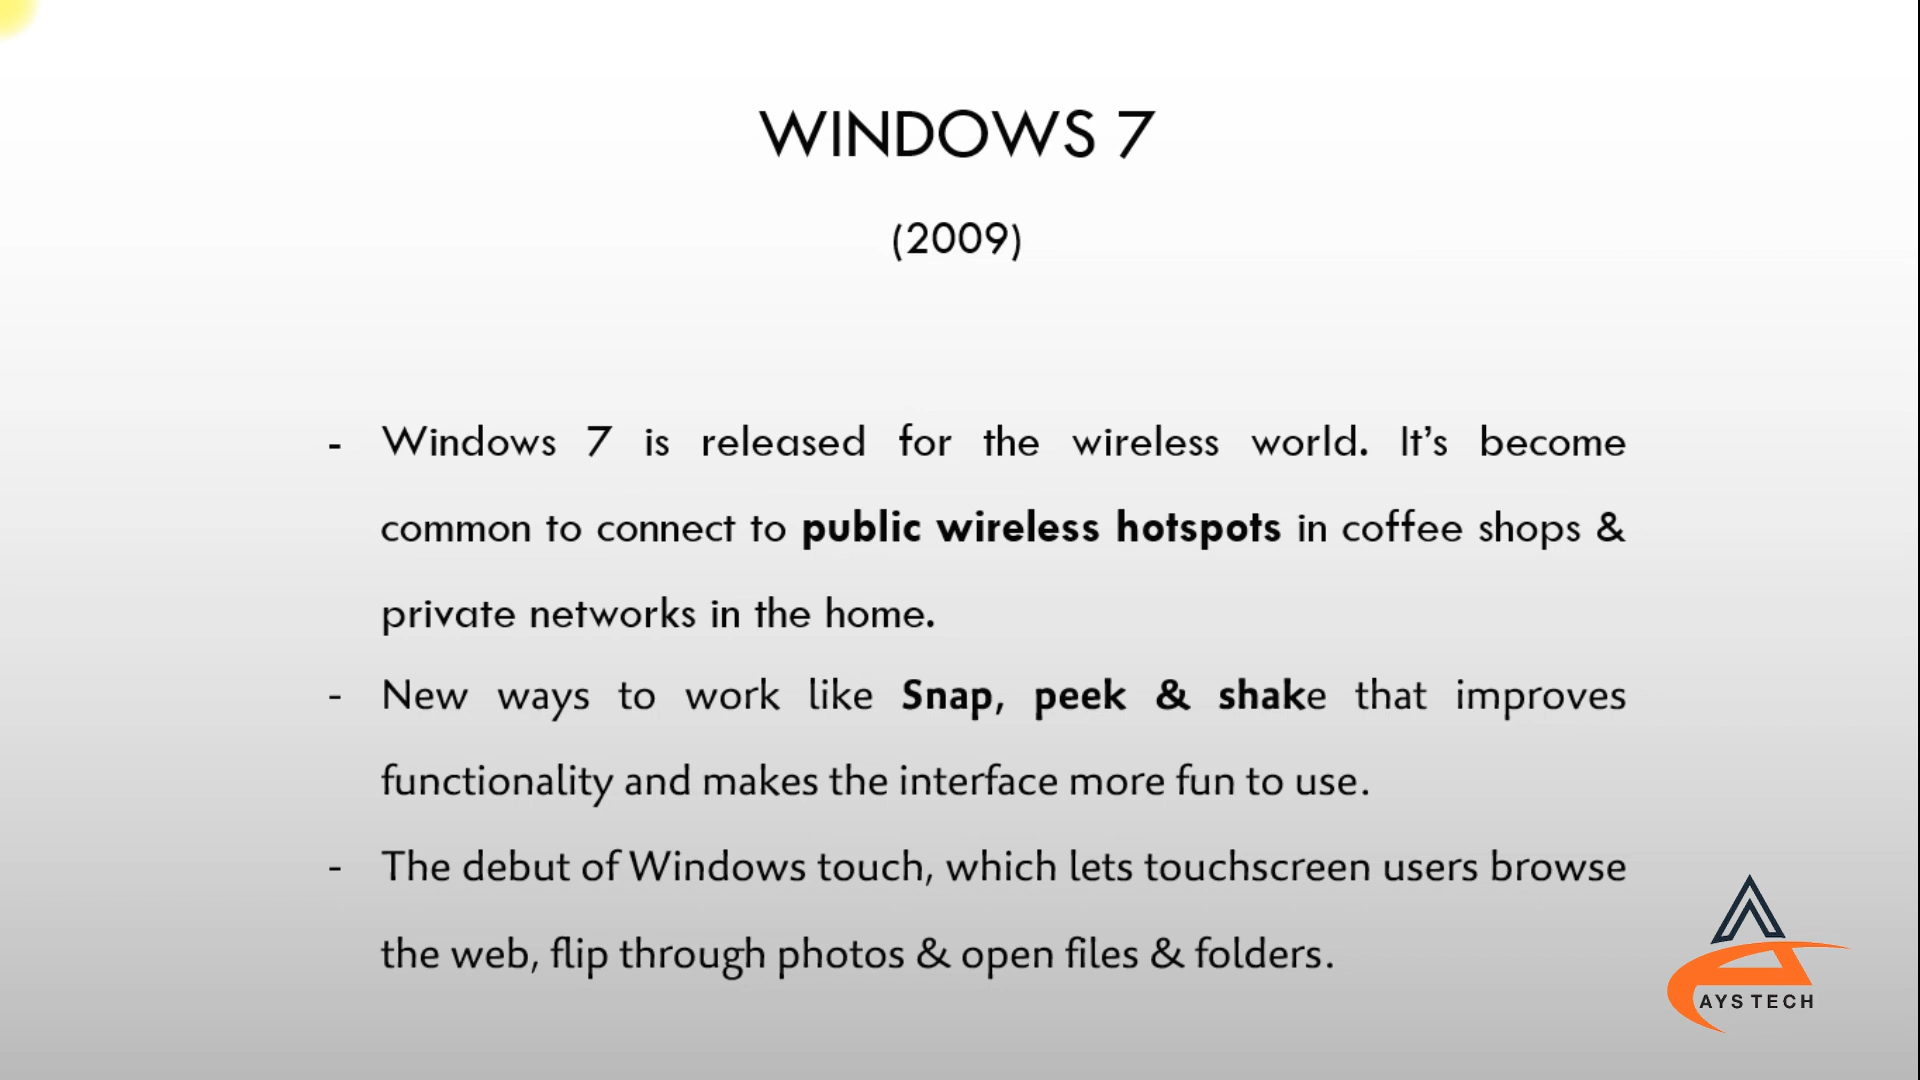 WINDOWS 7
(2009)
- Windows 7 is released for the wireless world. It’s become
common to connect to public wireless hotspots in coffee shops &
private networks in the home.
- New ways to work like Snap, peek & shake that improves
functionality and makes the interface more fun to use.
- The debut of Windows touch, which lets touchscreen users browse
the web, flip through photos & open files & folders.
AYS TECH